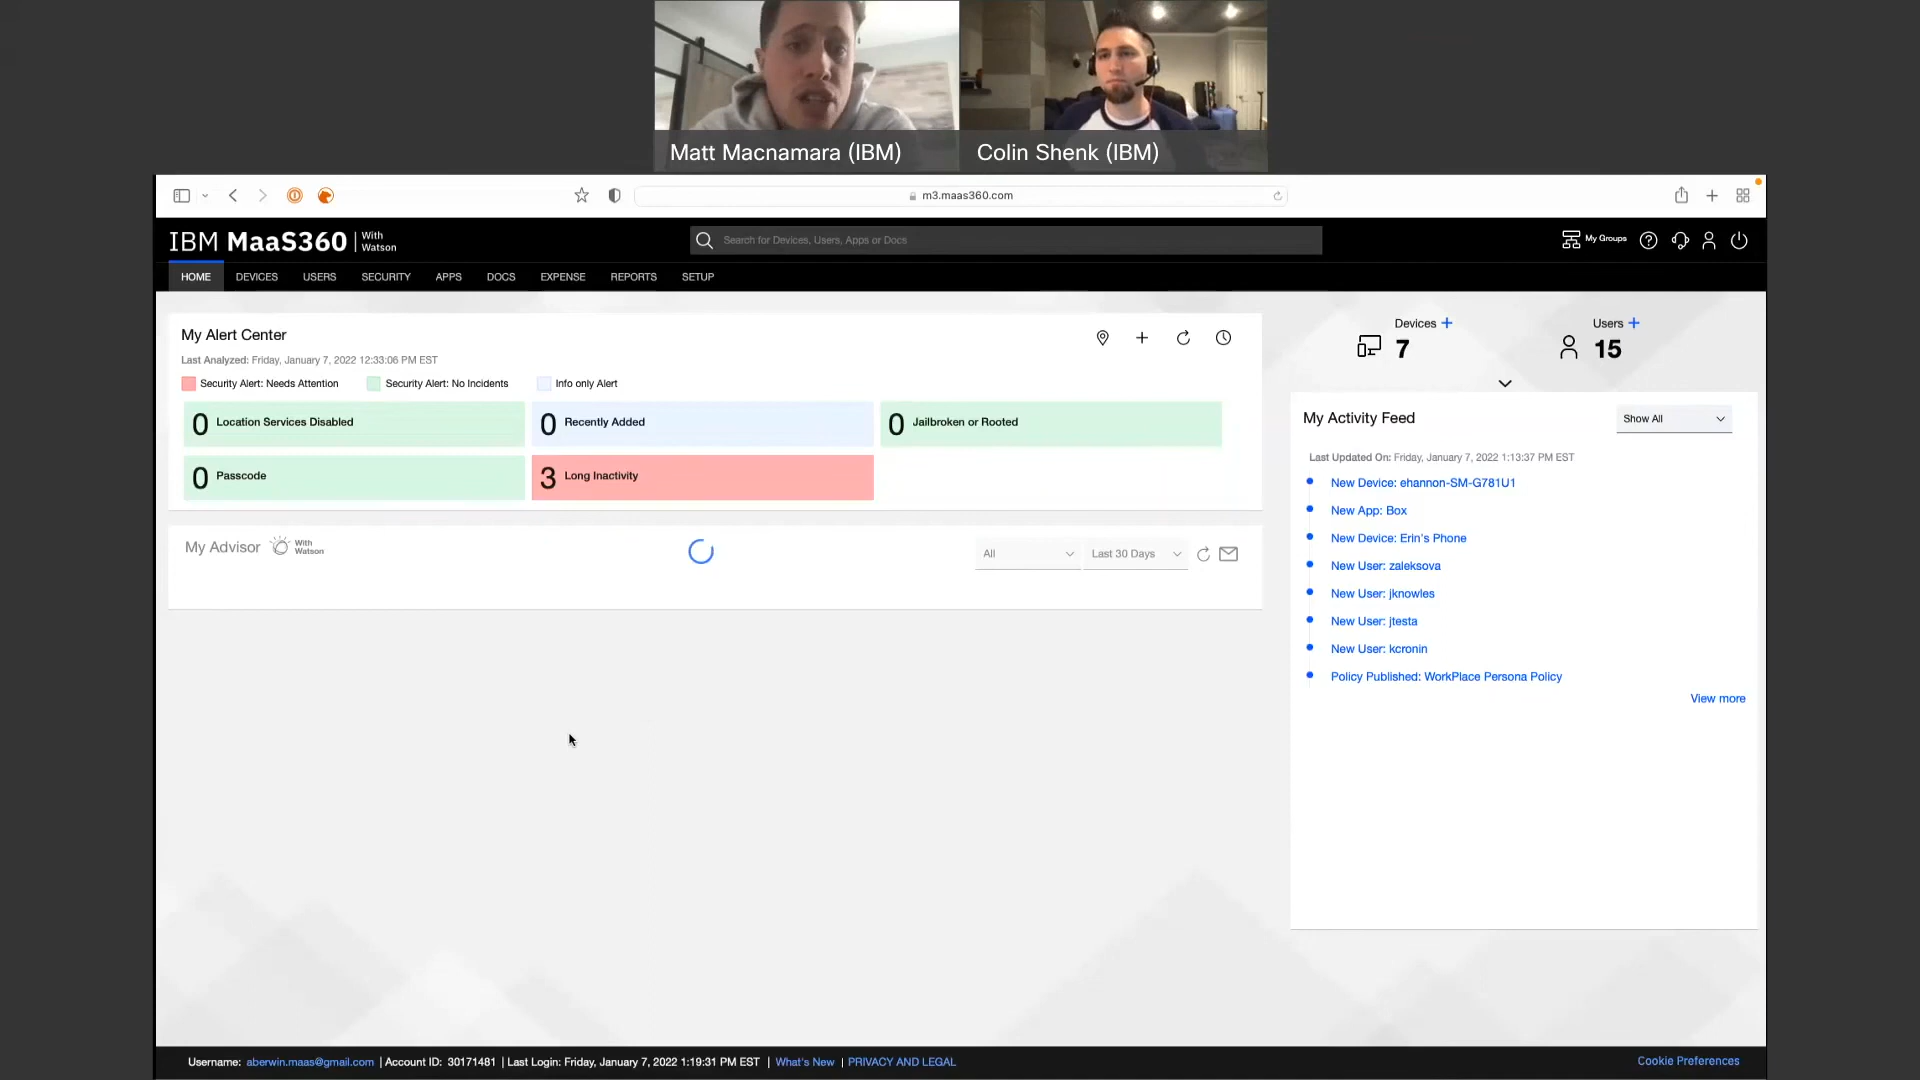 Matt Macnamara (IBM)
Colin Shenk (IBM)
m3.maas360.com
IBM MaaS360 | With Watson
Search for Devices, Users, Apps or Docs
My Groups
HOME DEVICES USERS SECURITY APPS DOCS EXPENSE REPORTS SETUP
My Alert Center
Last Analyzed: Friday, January 7, 2022 12:33:06 PM EST
Security Alert: Needs Attention
Security Alert: No Incidents
Info only Alert
0 Location Services Disabled
0 Recently Added
0 Jailbroken or Rooted
0 Passcode
3 Long Inactivity
My Advisor With Watson
All
Last 30 Days
Devices +
7
Users +
15
My Activity Feed
Show All
Last Updated On: Friday, January 7, 2022 1:13:37 PM EST
New Device: ehannon-SM-G781U1
New App: Box
New Device: Erin's Phone
New User: zaleksova
New User: jknowles
New User: jtesta
New User: kcronin
Policy Published: WorkPlace Persona Policy
View more
Username: aberwin.maas@gmail.com | Account ID: 30171481 | Last Login: Friday, January 7, 2022 1:19:31 PM EST | What's New | PRIVACY AND LEGAL
Cookie Preferences